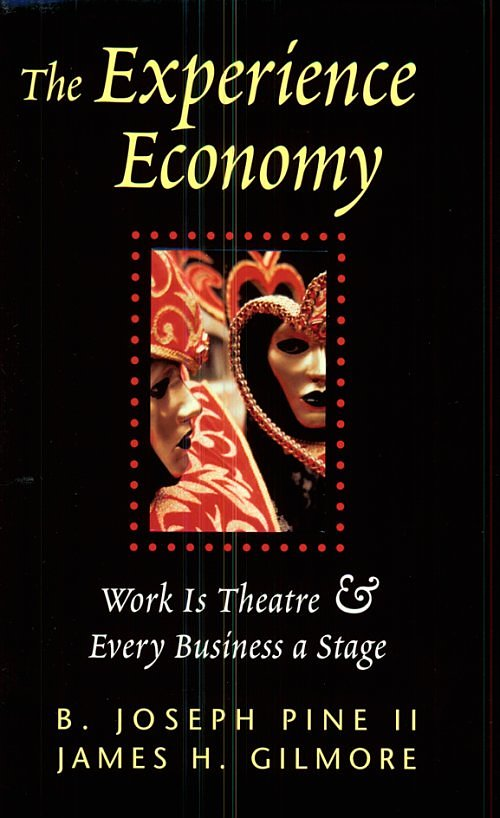 The Experience
Economy
Work Is Theatre &
Every Business a Stage
B. JOSEPH PINE II
JAMES H. GILMORE